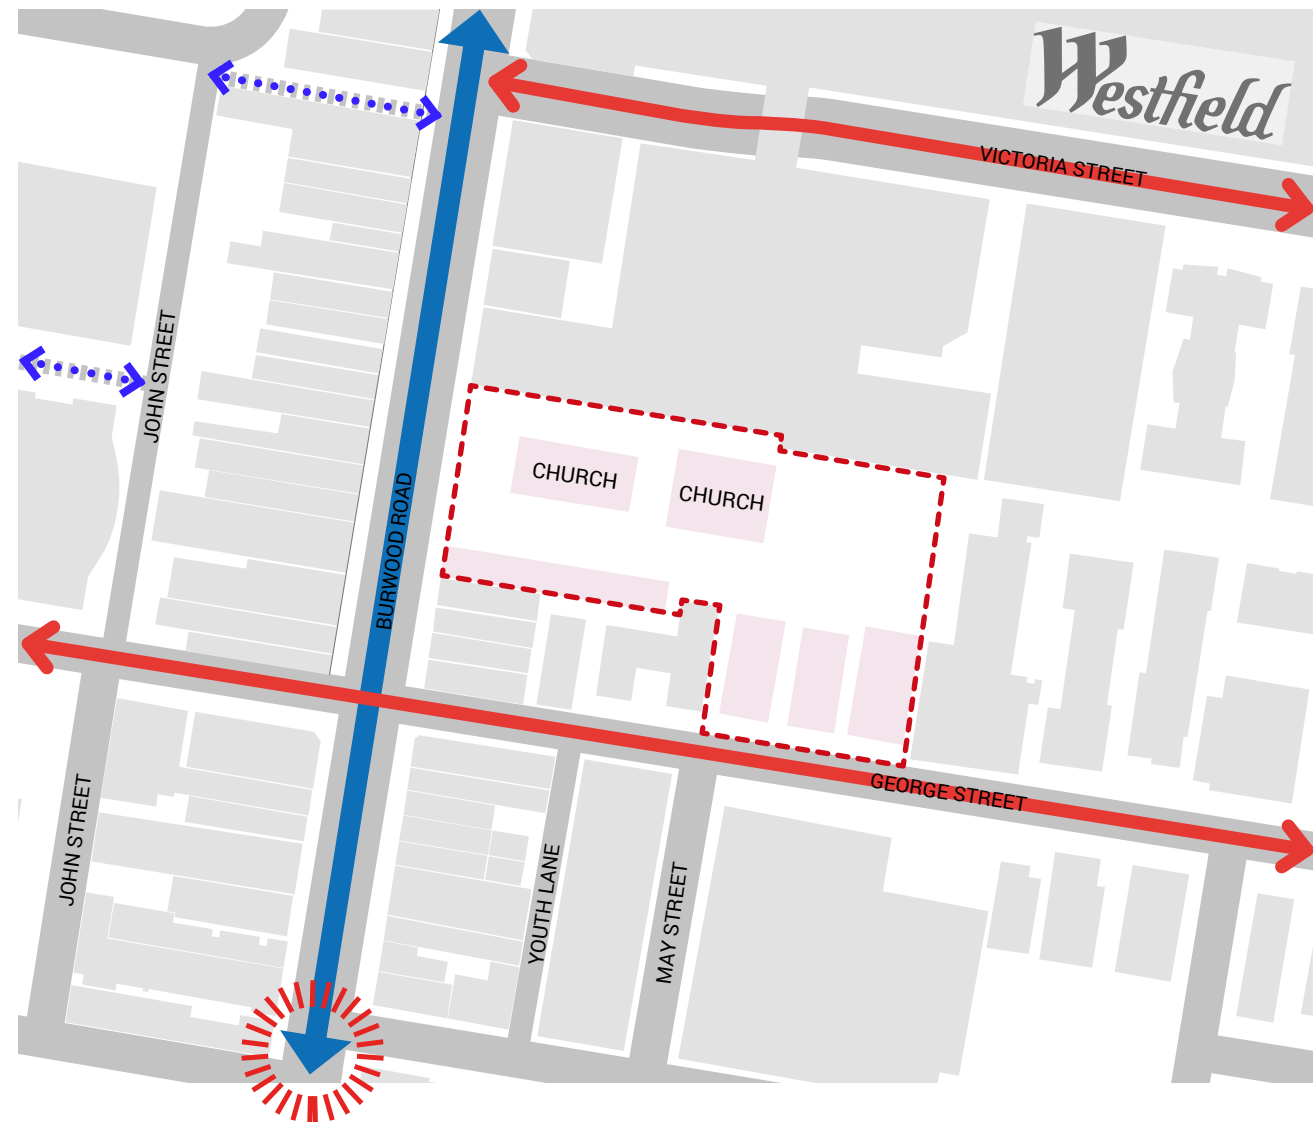 Westfield
VICTORIA STREET
JOHN STREET
CHURCH
CHURCH
BURWOOD ROAD
GEORGE STREET
JOHN STREET
YOUTH LANE
MAY STREET